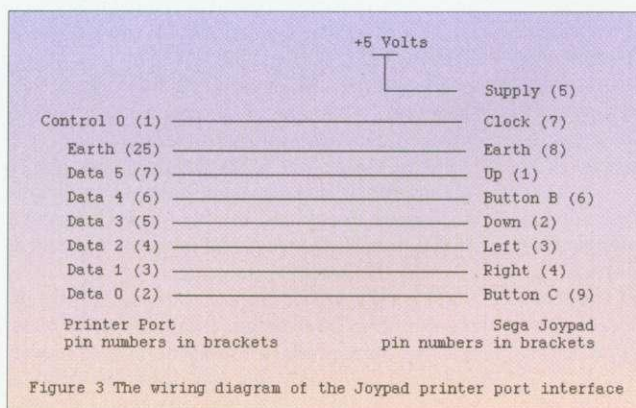 +5 Volts
Supply (5)
Control 0 (1) Clock (7)
Earth (25) Earth (8)
Data 5 (7) Up (1)
Data 4 (6) Button B (6)
Data 3 (5) Down (2)
Data 2 (4) Left (3)
Data 1 (3) Right (4)
Data 0 (2) Button C (9)
Printer Port Sega Joypad
pin numbers in brackets pin numbers in brackets
Figure 3 The wiring diagram of the Joypad printer port interface